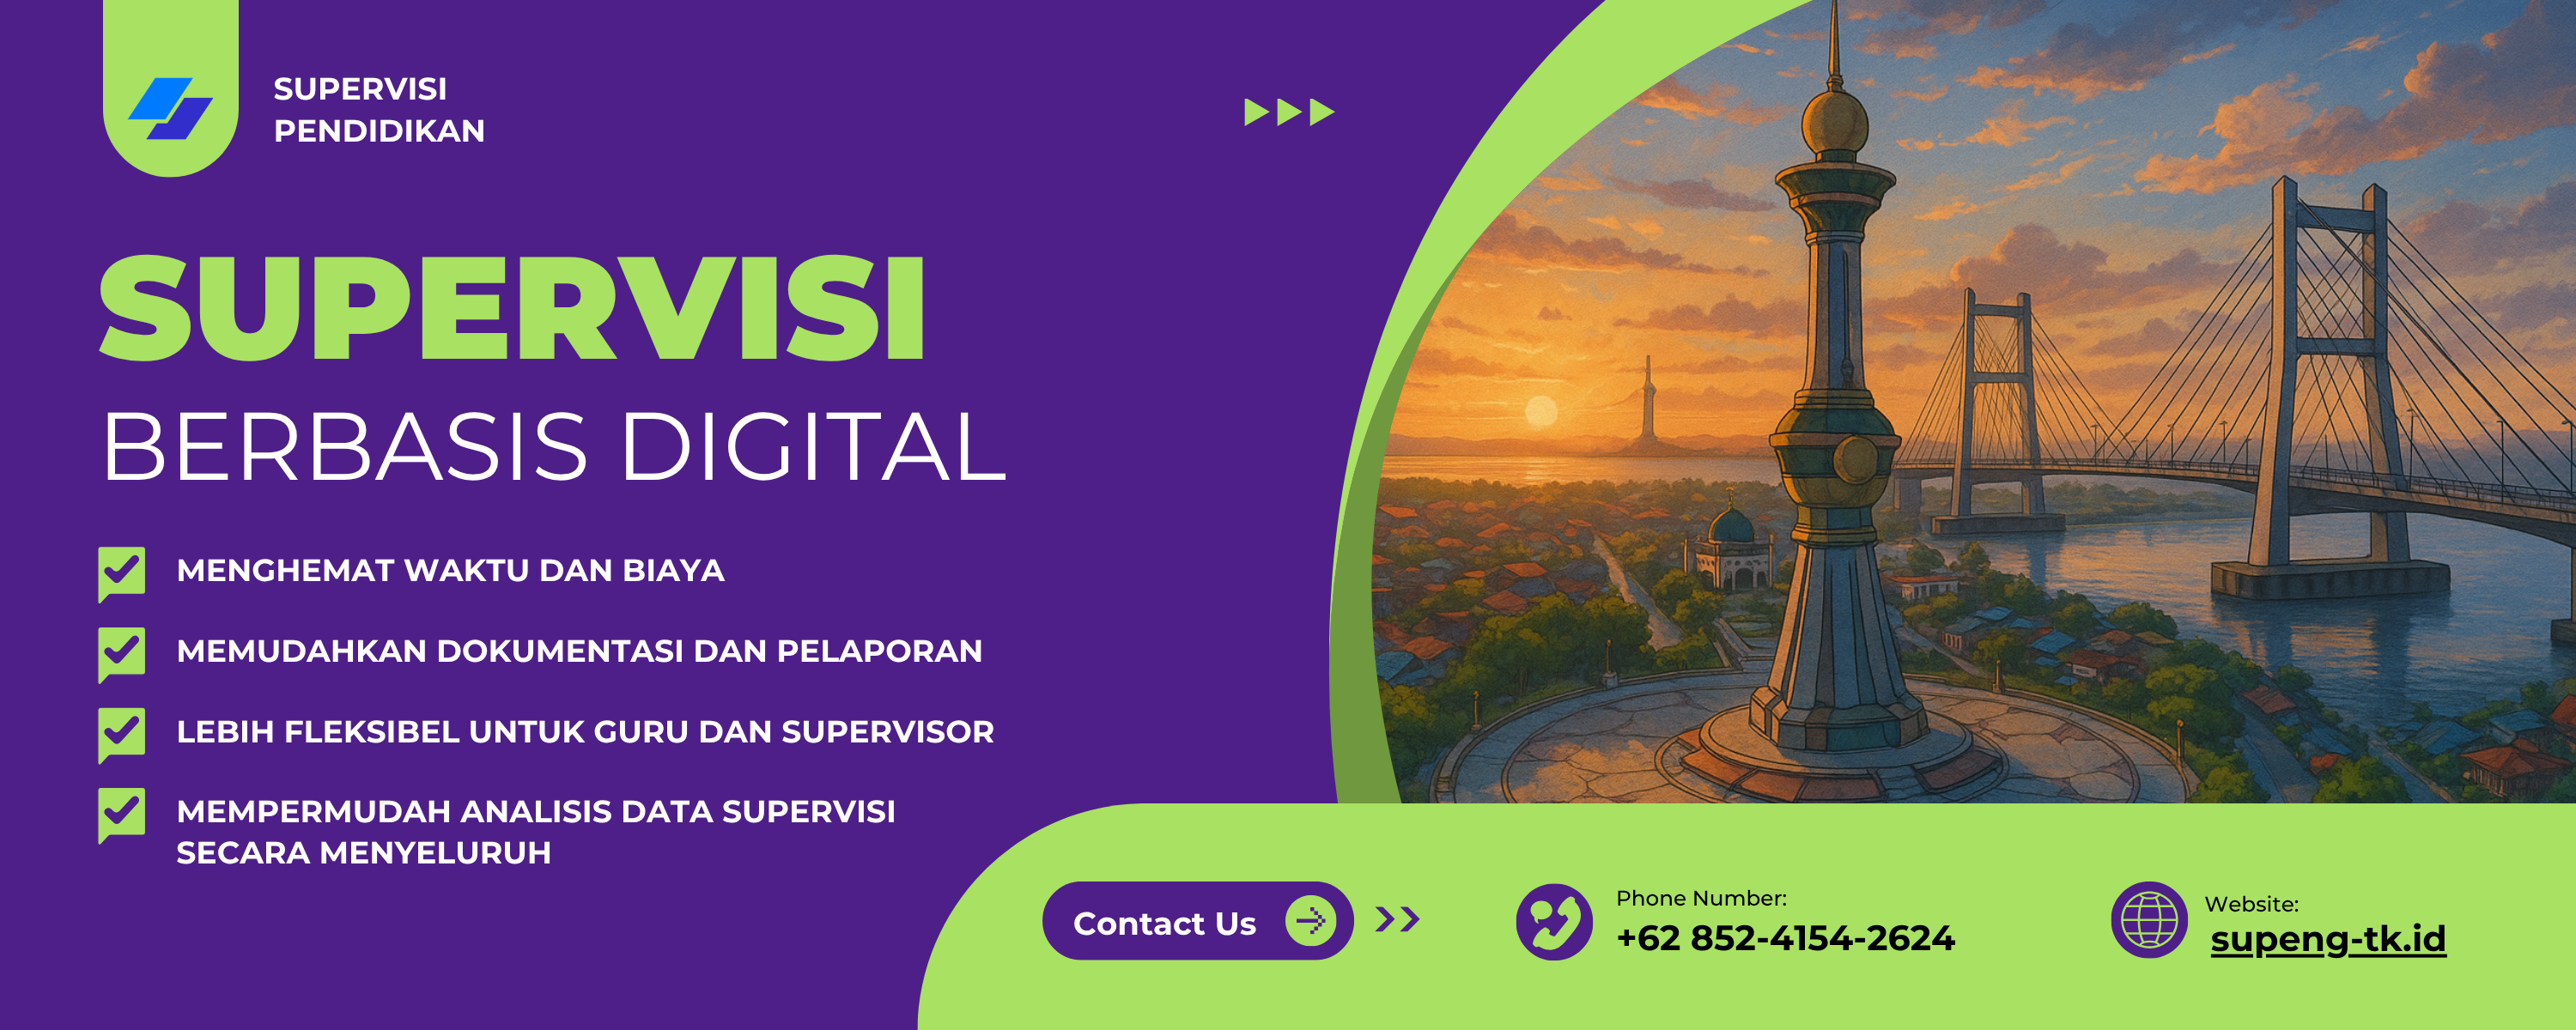 SUPERVISI
PENDIDIKAN
SUPERVISI
BERBASIS DIGITAL
MENGHEMAT WAKTU DAN BIAYA
MEMUDAHKAN DOKUMENTASI DAN PELAPORAN
LEBIH FLEKSIBEL UNTUK GURU DAN SUPERVISOR
MEMPERMUDAH ANALISIS DATA SUPERVISI
SECARA MENYELURUH
Contact Us
Phone Number:
+62 852-4154-2624
Website:
supeng-tk.id